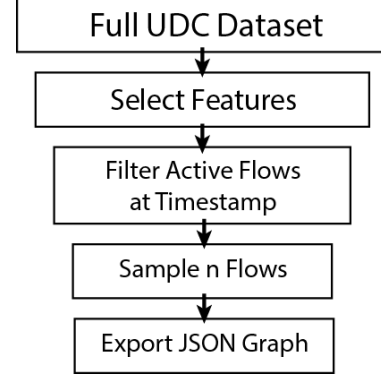 Full UDC Dataset
Select Features
Filter Active Flows
at Timestamp
Sample n Flows
Export JSON Graph